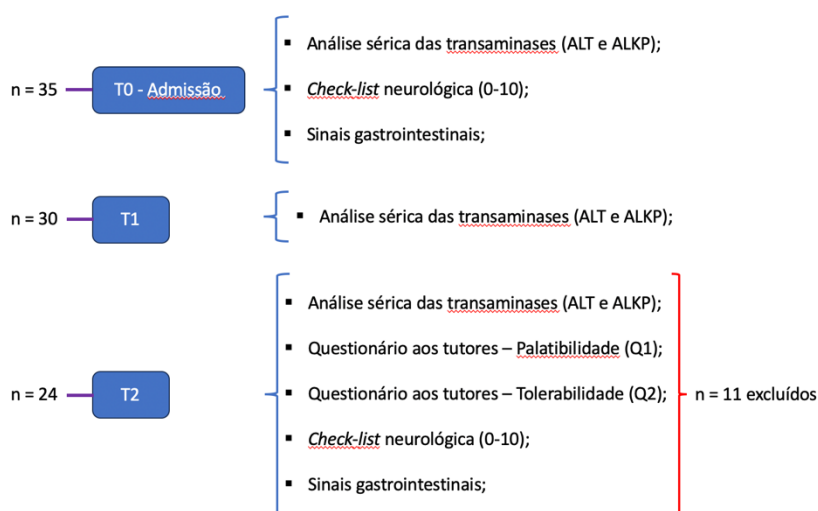 Análise sérica das transaminases (ALT e ALKP);
n = 35 T0 - Admissão Check-list neurológica (0-10);
Sinais gastrointestinais;
n = 30 T1 Análise sérica das transaminases (ALT e ALKP);
Análise sérica das transaminases (ALT e ALKP);
Questionário aos tutores – Palatibilidade (Q1);
n = 24 T2 Questionário aos tutores – Tolerabilidade (Q2); n = 11 excluídos
Check-list neurológica (0-10);
Sinais gastrointestinais;